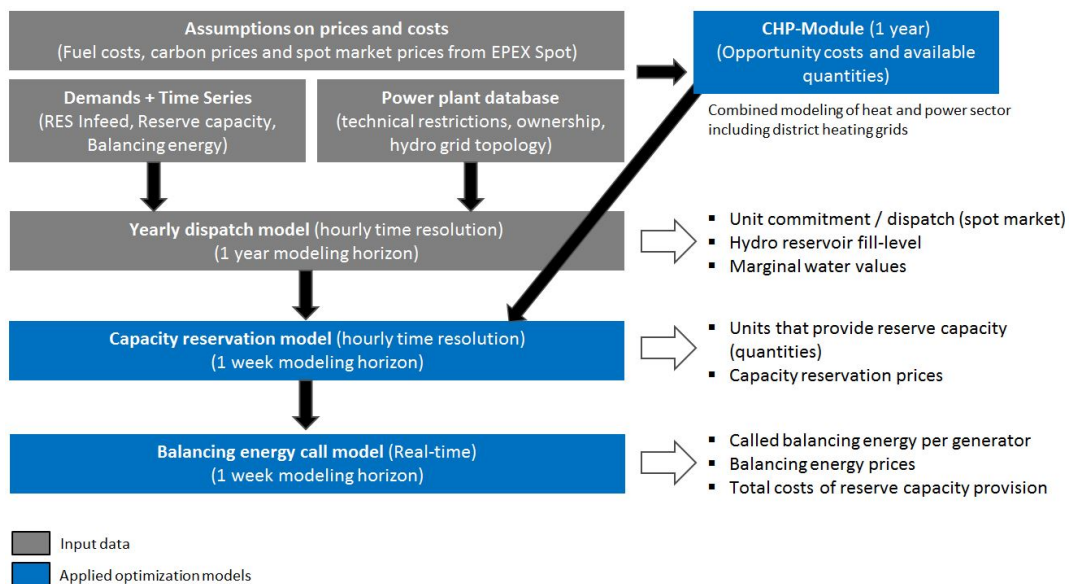 Assumptions on prices and costs
(Fuel costs, carbon prices and spot market prices from EPEX Spot)
CHP-Module (1 year)
(Opportunity costs and available
quantities)
Combined modeling of heat and power sector
including district heating grids
Demands + Time Series
(RES Infeed, Reserve capacity,
Balancing energy)
Power plant database
(technical restrictions, ownership,
hydro grid topology)
Yearly dispatch model (hourly time resolution)
(1 year modeling horizon)
▪ Unit commitment / dispatch (spot market)
▪ Hydro reservoir fill-level
▪ Marginal water values
Capacity reservation model (hourly time resolution)
(1 week modeling horizon)
▪ Units that provide reserve capacity
(quantities)
▪ Capacity reservation prices
Balancing energy call model (Real-time)
(1 week modeling horizon)
▪ Called balancing energy per generator
▪ Balancing energy prices
▪ Total costs of reserve capacity provision
Input data
Applied optimization models